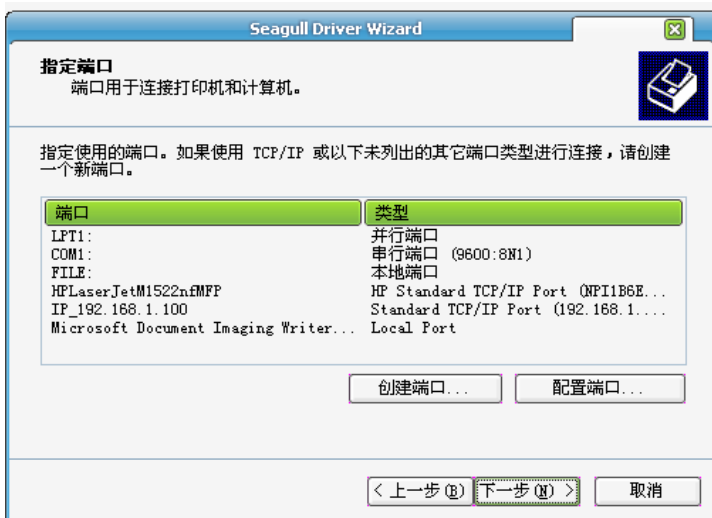 Seagull Driver Wizard
指定端口
端口用于连接打印机和计算机。
指定使用的端口。如果使用 TCP/IP 或以下未列出的其它端口类型进行连接，请创建
一个新端口。
端口 类型
LPT1: 并行端口
COM1: 串行端口 (9600:8N1)
FILE: 本地端口
HPLaserJetM1522nfMFP HP Standard TCP/IP Port (NPI1B6E...
IP_192.168.1.100 Standard TCP/IP Port (192.168.1....
Microsoft Document Imaging Writer... Local Port
创建端口... 配置端口...
< 上一步(B) 下一步(N) > 取消